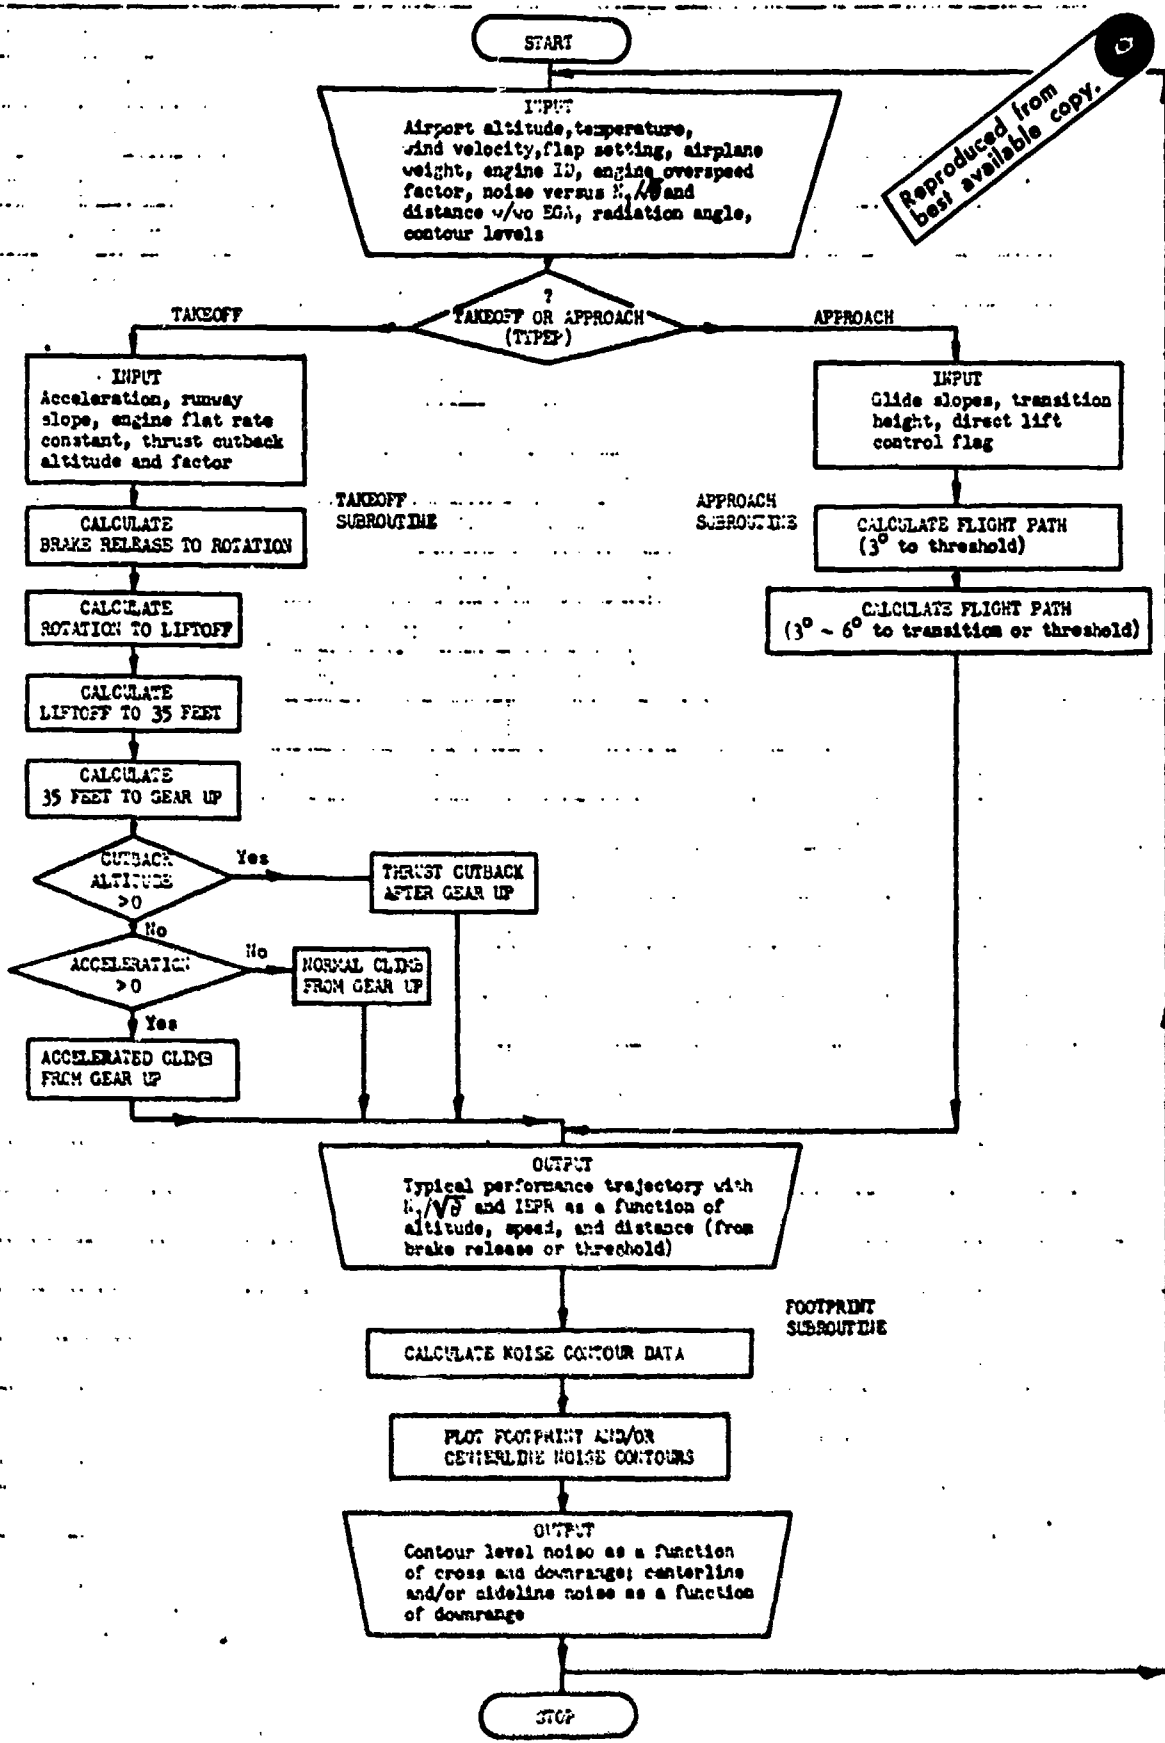 START
Reproduced from
best available copy.
INPUT
Airport altitude, temperature,
wind velocity, flap setting, airplane
weight, engine ID, engine overspeed
factor, noise versus N₁/√θ and
distance w/wo EGA, radiation angle,
contour levels
?
TAKEOFF OR APPROACH
(TYPEP)
TAKEOFF
APPROACH
INPUT
Acceleration, runway
slope, engine flat rate
constant, thrust cutback
altitude and factor
INPUT
Glide slopes, transition
height, direct lift
control flag
TAKEOFF
SUBROUTINE
APPROACH
SUBROUTINE
CALCULATE
BRAKE RELEASE TO ROTATION
CALCULATE FLIGHT PATH
(3° to threshold)
CALCULATE
ROTATION TO LIFTOFF
CALCULATE FLIGHT PATH
(3° ~ 6° to transition or threshold)
CALCULATE
LIFTOFF TO 35 FEET
CALCULATE
35 FEET TO GEAR UP
CUTBACK
ALTITUDE
>0
Yes
THRUST CUTBACK
AFTER GEAR UP
No
ACCELERATION
>0
No
NORMAL CLIMB
FROM GEAR UP
Yes
ACCELERATED CLIMB
FROM GEAR UP
OUTPUT
Typical performance trajectory with
N₁/√θ and IEPR as a function of
altitude, speed, and distance (from
brake release or threshold)
FOOTPRINT
SUBROUTINE
CALCULATE NOISE CONTOUR DATA
PLOT FOOTPRINT AND/OR
CENTERLINE NOISE CONTOURS
OUTPUT
Contour level noise as a function
of cross and downrange; centerline
and/or sideline noise as a function
of downrange
STOP